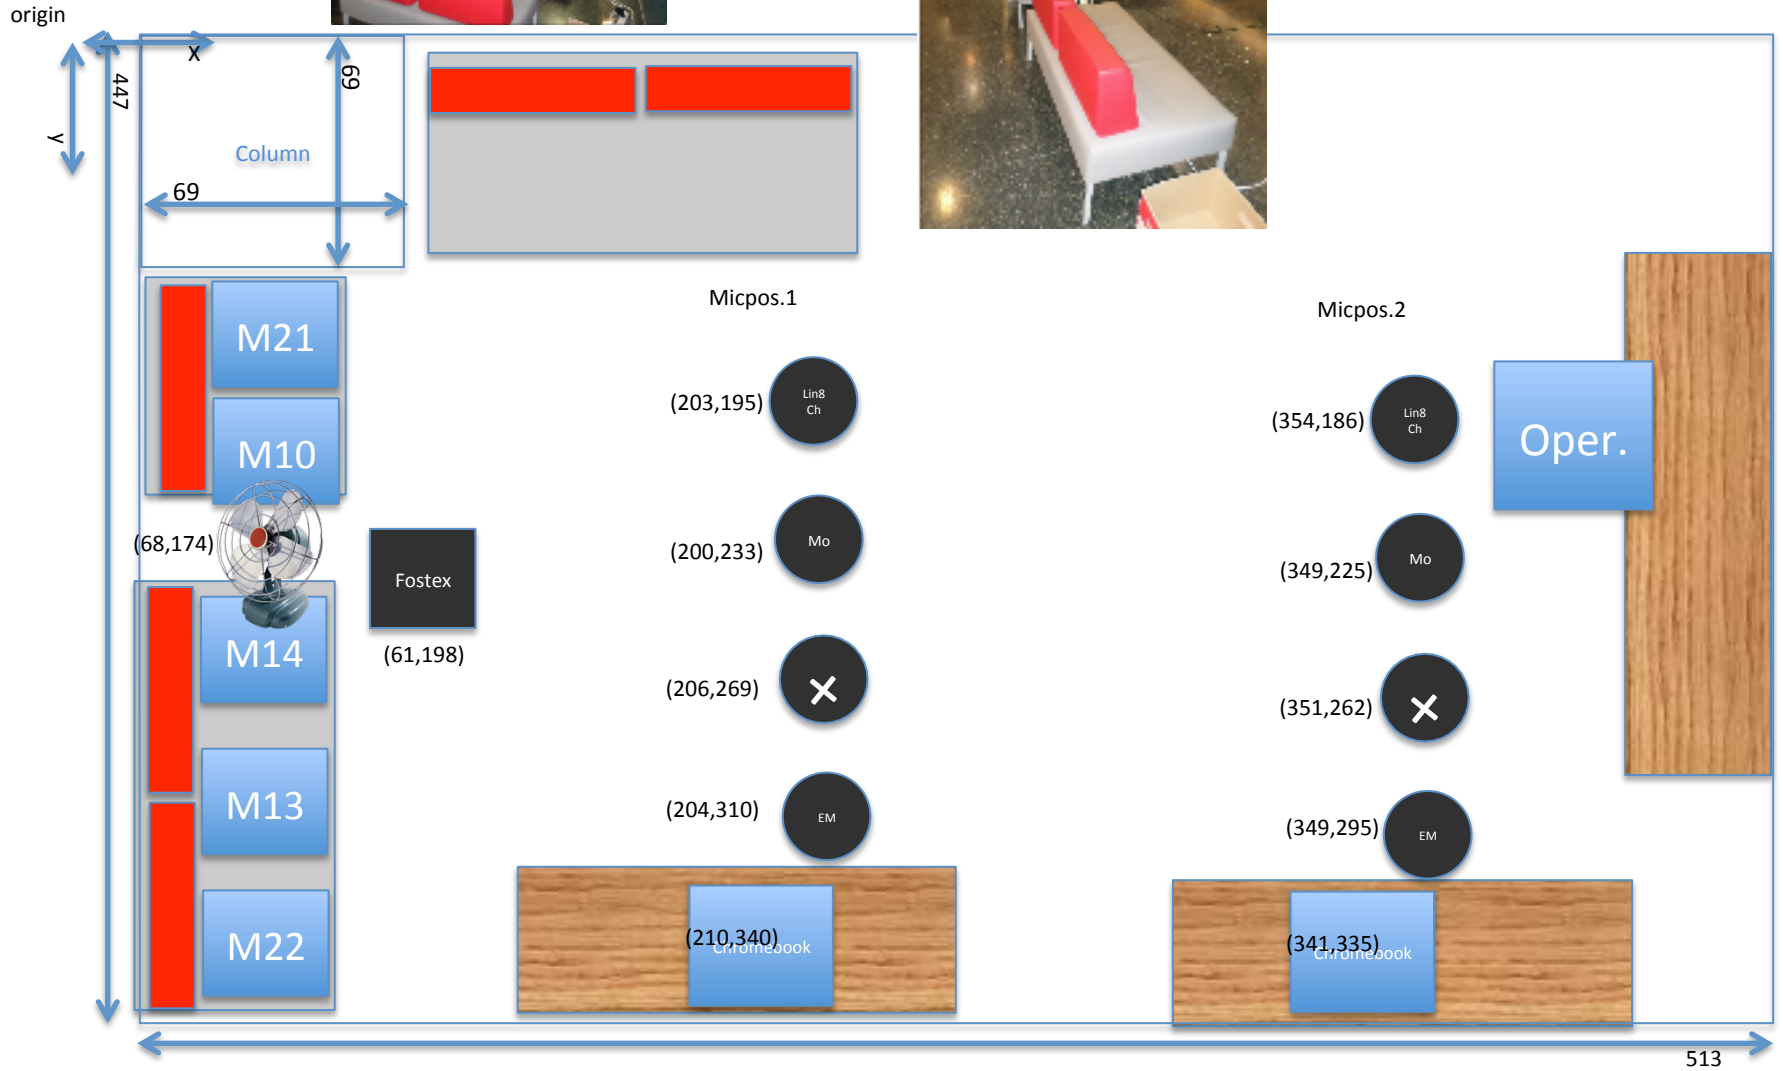 origin
X
y
447
69
Column
69
Micpos.1
Micpos.2
M21
M10
(68,174)
Fostex
(61,198)
M14
M13
M22
(203,195)
Lin8
Ch
(200,233)
Mo
(206,269)
(204,310)
EM
(210,340)
Chromebook
(354,186)
Lin8
Ch
Oper.
(349,225)
Mo
(351,262)
(349,295)
EM
(341,335)
Chromebook
513